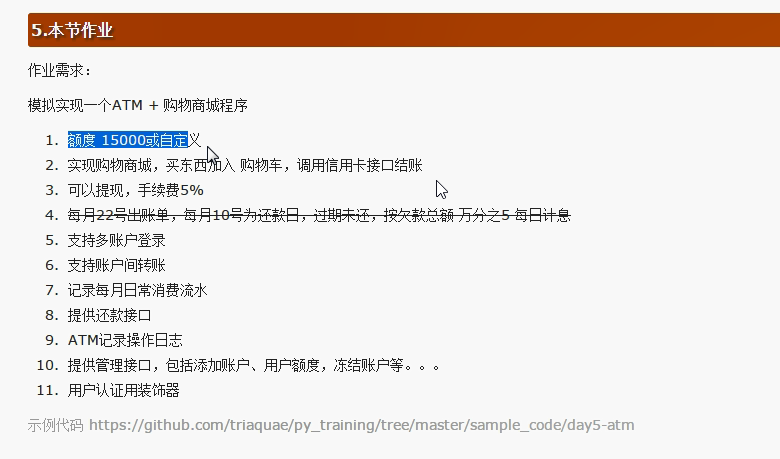 5.本节作业
作业需求：
模拟实现一个ATM + 购物商城程序
1. 额度 15000或自定义
2. 实现购物商城，买东西加入 购物车，调用信用卡接口结账
3. 可以提现，手续费5%
4. 每月22号出账单，每月10号为还款日，过期未还，按欠款总额 万分之5 每日计息
5. 支持多账户登录
6. 支持账户间转账
7. 记录每月日常消费流水
8. 提供还款接口
9. ATM记录操作日志
10. 提供管理接口，包括添加账户、用户额度，冻结账户等。。。
11. 用户认证用装饰器
示例代码 https://github.com/triaquae/py_training/tree/master/sample_code/day5-atm